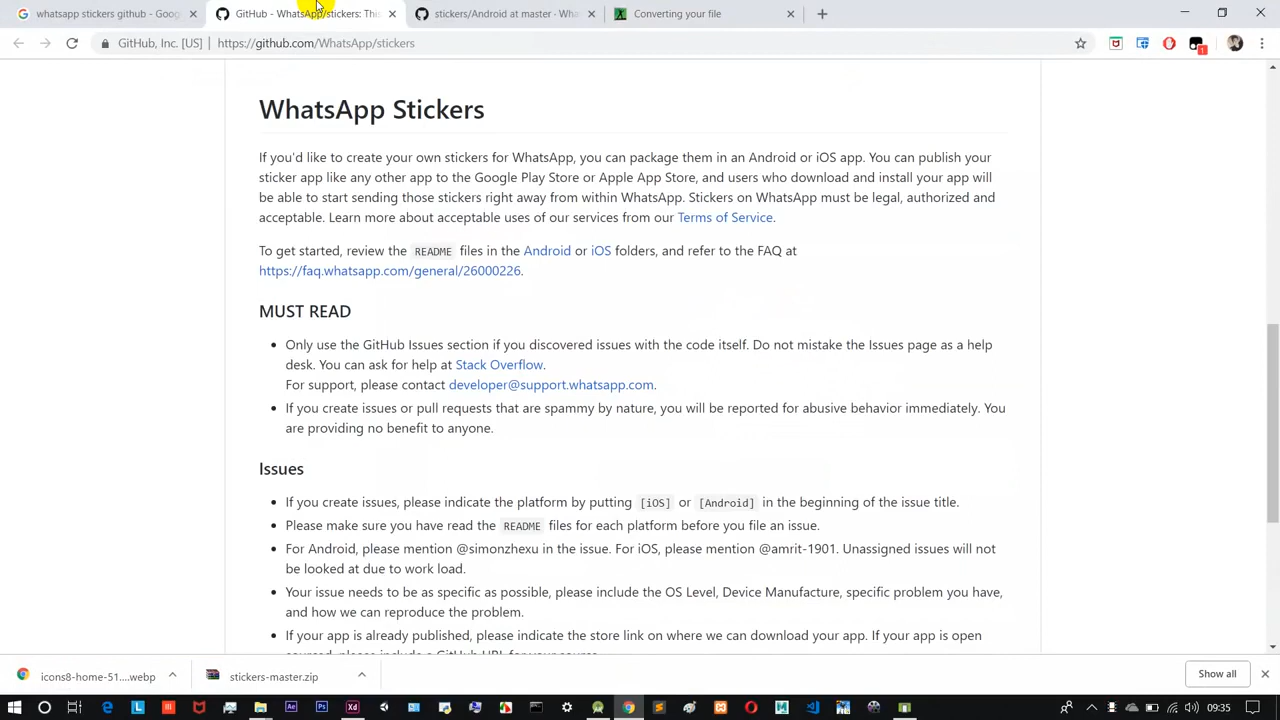 whatsapp stickers github - Goog
GitHub - WhatsApp/stickers: Thi
stickers/Android at master · Wha
Converting your file
GitHub, Inc. [US] | https://github.com/WhatsApp/stickers
1
WhatsApp Stickers
If you'd like to create your own stickers for WhatsApp, you can package them in an Android or iOS app. You can publish your
sticker app like any other app to the Google Play Store or Apple App Store, and users who download and install your app will
be able to start sending those stickers right away from within WhatsApp. Stickers on WhatsApp must be legal, authorized and
acceptable. Learn more about acceptable uses of our services from our Terms of Service.
To get started, review the README files in the Android or iOS folders, and refer to the FAQ at
https://faq.whatsapp.com/general/26000226.
MUST READ
• Only use the GitHub Issues section if you discovered issues with the code itself. Do not mistake the Issues page as a help
desk. You can ask for help at Stack Overflow.
For support, please contact developer@support.whatsapp.com.
• If you create issues or pull requests that are spammy by nature, you will be reported for abusive behavior immediately. You
are providing no benefit to anyone.
Issues
• If you create issues, please indicate the platform by putting [iOS] or [Android] in the beginning of the issue title.
• Please make sure you have read the README files for each platform before you file an issue.
• For Android, please mention @simonzhexu in the issue. For iOS, please mention @amrit-1901. Unassigned issues will not
be looked at due to work load.
• Your issue needs to be as specific as possible, please include the OS Level, Device Manufacture, specific problem you have,
and how we can reproduce the problem.
• If your app is already published, please indicate the store link on where we can download your app. If your app is open
sourced, please include a GitHub URL for your source.
icons8-home-51....webp
stickers-master.zip
Show all
09:35